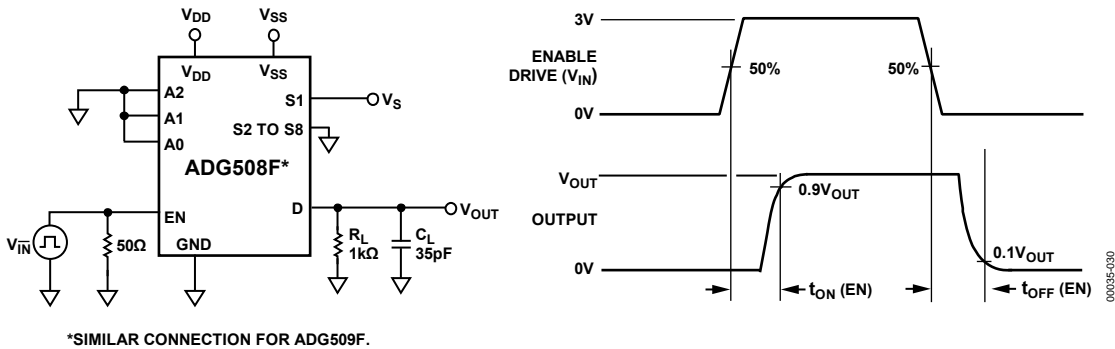 VDD
VSS
VDD
VSS
A2
A1
A0
S1
VS
S2 TO S8
ADG508F*
EN
D
VOUT
VIN
50Ω
GND
RL
1kΩ
CL
35pF
*SIMILAR CONNECTION FOR ADG509F.
3V
ENABLE
DRIVE (VIN)
50%
50%
0V
VOUT
0.9VOUT
OUTPUT
0.1VOUT
0V
tON (EN)
tOFF (EN)
00035-030